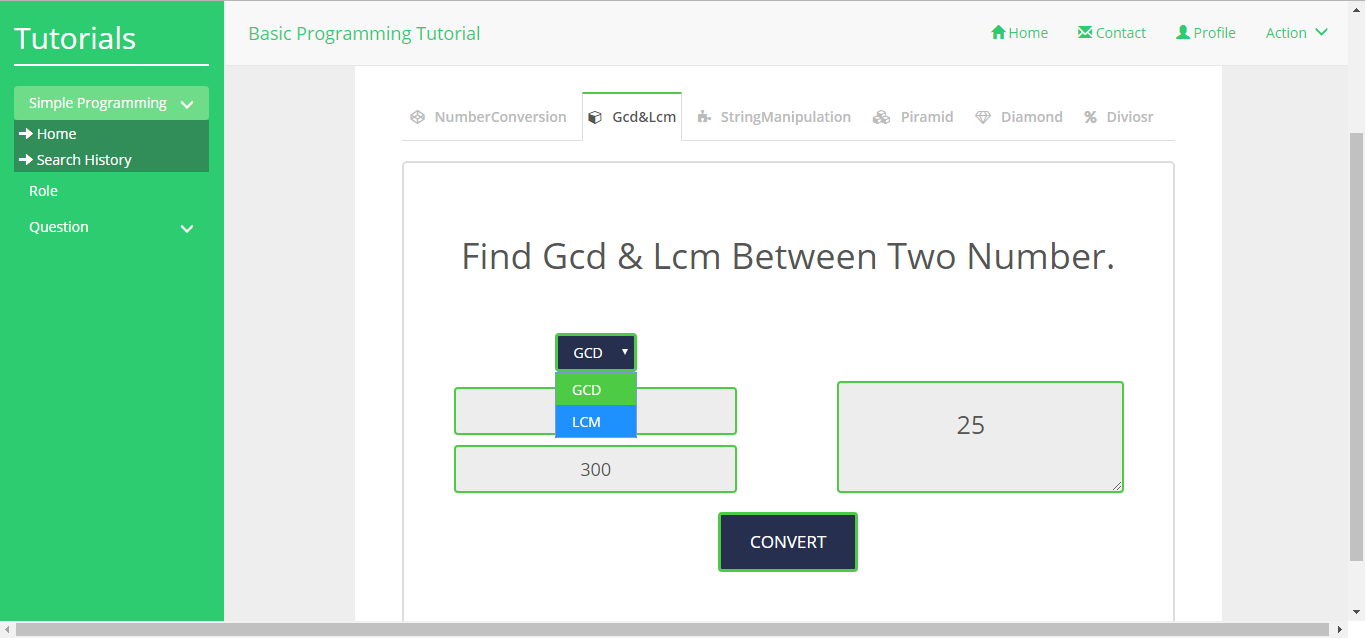 Tutorials
Simple Programming
Home
Search History
Role
Question
Basic Programming Tutorial
Home
Contact
Profile
Action
NumberConversion
Gcd&Lcm
StringManipulation
Piramid
Diamond
Diviosr
Find Gcd & Lcm Between Two Number.
GCD
GCD
LCM
300
25
CONVERT